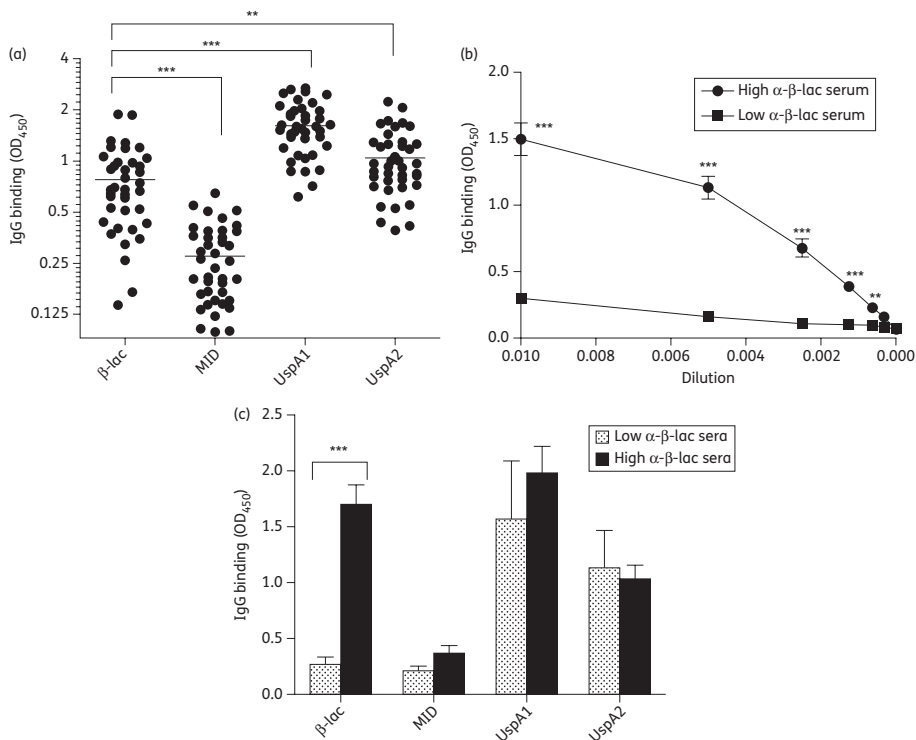 (a)
**
***
***
4
2
1
0.5
0.25
0.125
IgG binding (OD450)
β-lac
MID
UspA1
UspA2
(b)
2.0
1.5
1.0
0.5
0.0
IgG binding (OD450)
High α-β-lac serum
Low α-β-lac serum
***
***
***
***
**
0.010 0.008 0.006 0.004 0.002 0.000
Dilution
(c)
2.5
2.0
1.5
1.0
0.5
0.0
IgG binding (OD450)
***
Low α-β-lac sera
High α-β-lac sera
β-lac
MID
UspA1
UspA2